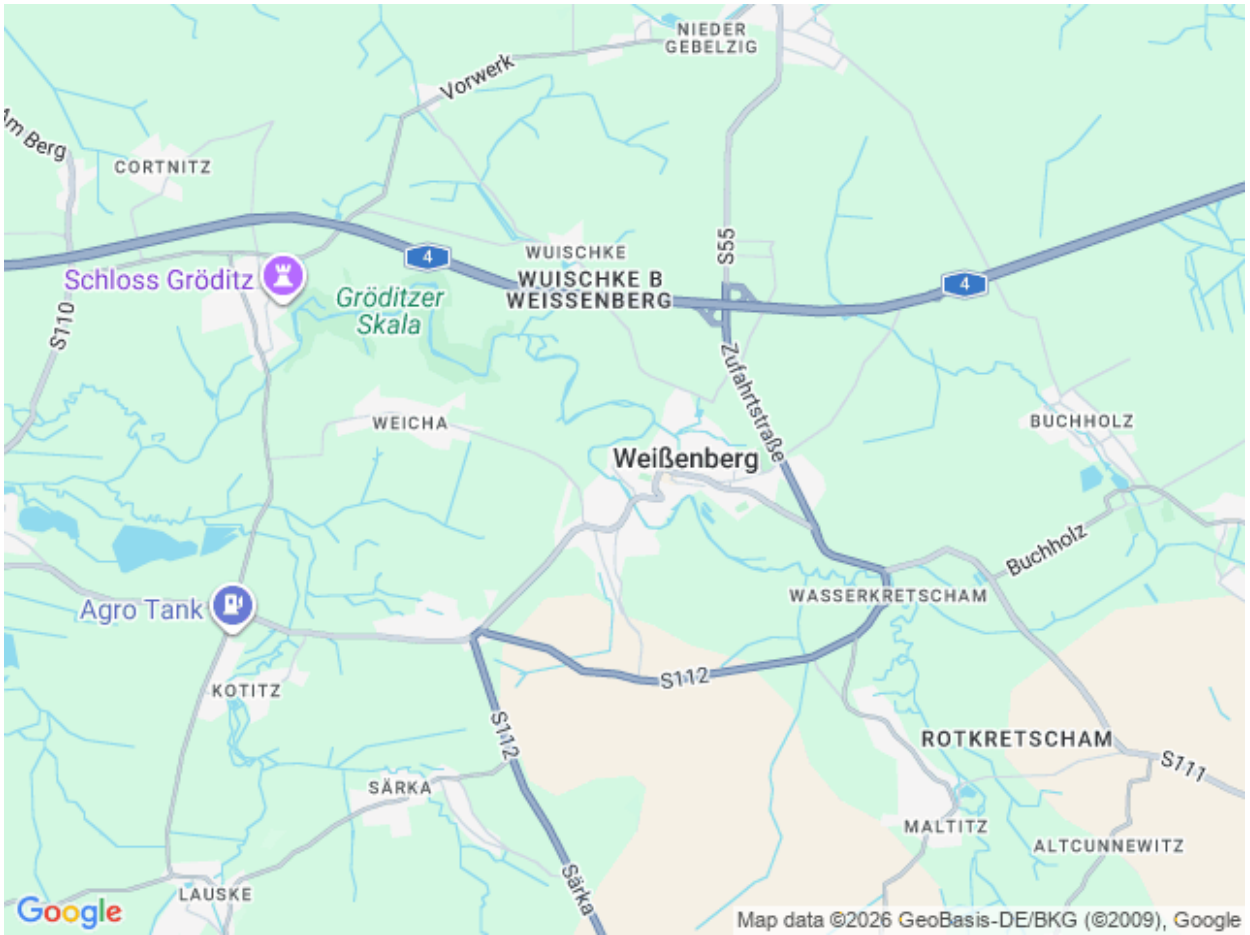 NIEDER
GEBELZIG
Vorwerk
Am Berg
CORTNITZ
S55
WUISCHKE
4
WUISCHKE B
WEISSENBERG
Schloss Gröditz
4
Gröditzer
Skala
S110
Zufahrtstraße
WEICHA
BUCHHOLZ
Weißenberg
Buchholz
Agro Tank
WASSERKRETSCHAM
S112
KOTITZ
S112
ROTKRETSCHAM
S111
SÄRKA
MALTITZ
ALTCUNNEWITZ
Särka
LAUSKE
Google
Map data ©2026 GeoBasis-DE/BKG (©2009), Google